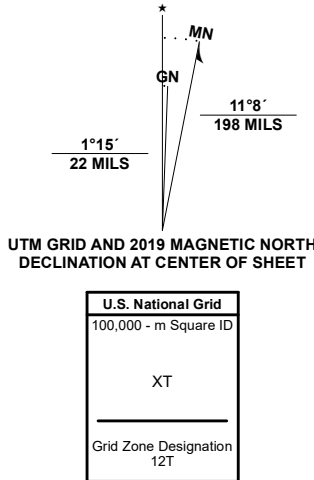 ★
MN
GN
11°8´
198 MILS
1°15´
22 MILS
UTM GRID AND 2019 MAGNETIC NORTH
DECLINATION AT CENTER OF SHEET
U.S. National Grid
100,000 - m Square ID
XT
Grid Zone Designation
12T